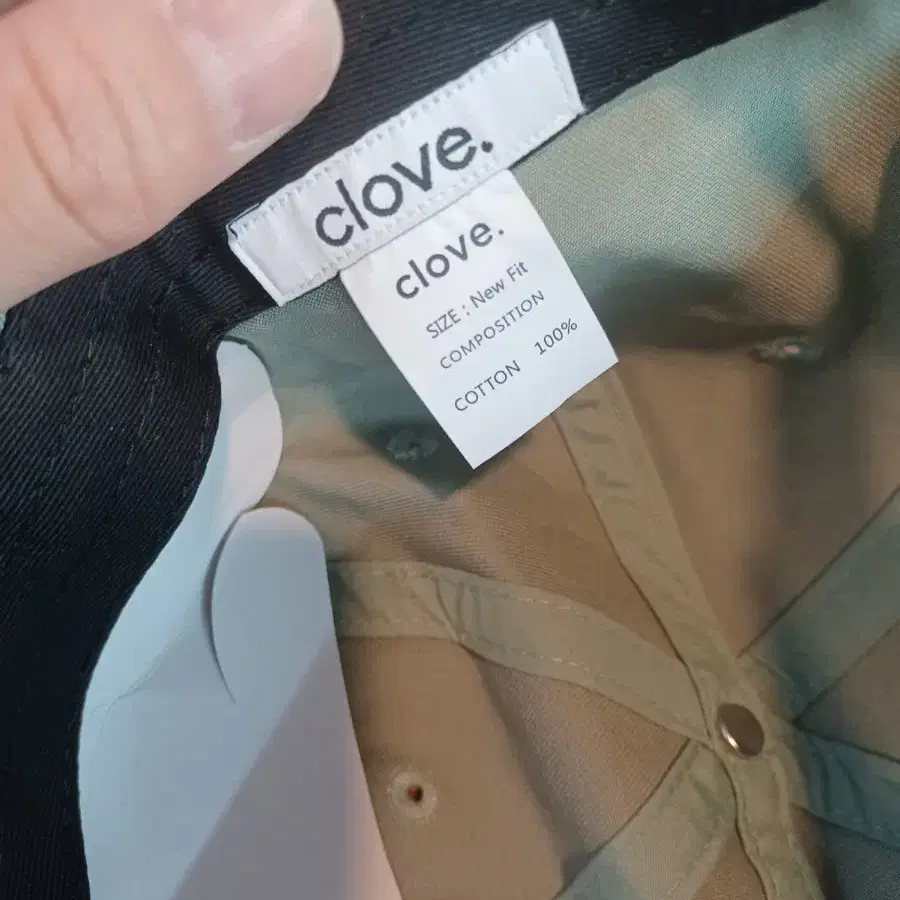 clove.
clove.
SIZE : New Fit
COMPOSITION
COTTON 100%